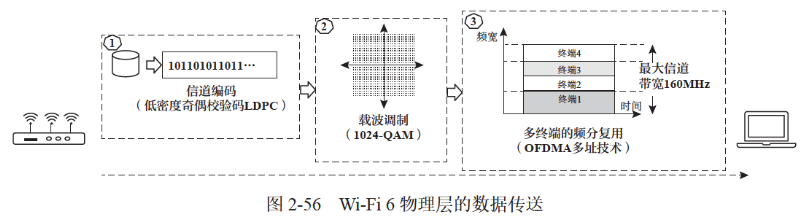 ①
101101011011…
信道编码
（低密度奇偶校验码LDPC）
②
载波调制
（1024-QAM）
③
频宽
终端4
终端3
终端2
终端1
时间
最大信道
带宽160MHz
多终端的频分复用
（OFDMA多址技术）
图 2-56 Wi-Fi 6 物理层的数据传送